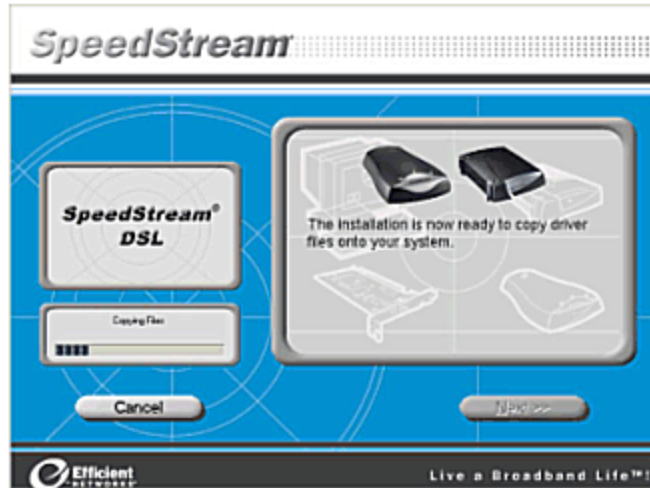 SpeedStream
SpeedStream®
DSL
The installation is now ready to copy driver
files onto your system.
Copying Files
Cancel
Next >>
Efficient
NETWORKS®
Live a Broadband Life™!